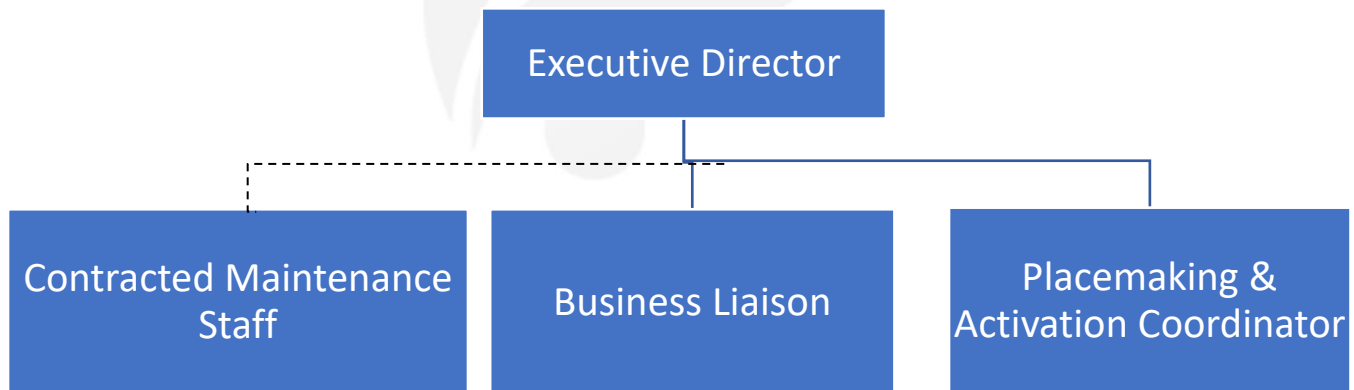 Executive Director
Contracted Maintenance
Staff
Business Liaison
Placemaking &
Activation Coordinator